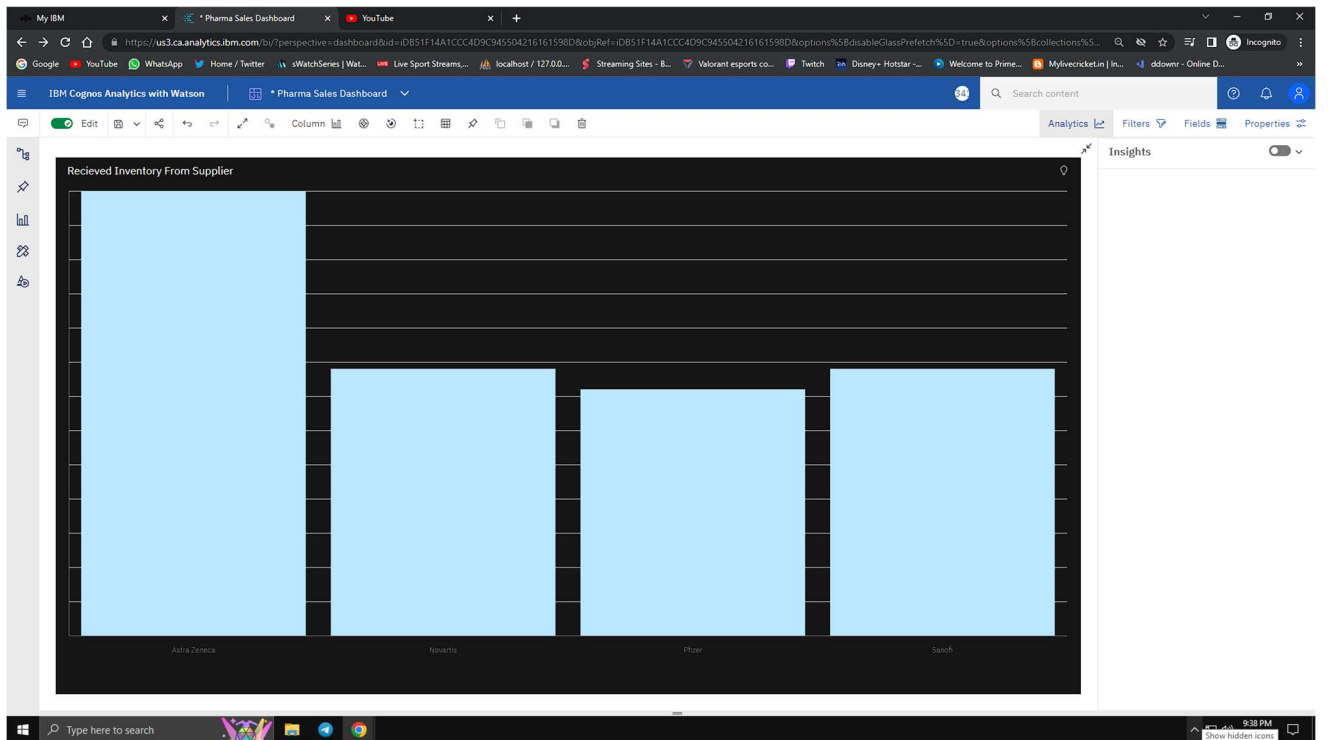 My IBM
* Pharma Sales Dashboard
YouTube
https://us3.ca.analytics.ibm.com/bi/?perspective=dashboard&id=iDB51F14A1CCC4D9C945504216161598D&objRef=iDB51F14A1CCC4D9C945504216161598D&options%5BdisableGlassPrefetch%5D=true&options%5Bcollections%5...
Incognito
Google YouTube WhatsApp Home / Twitter sWatchSeries | Wat... Live Sport Streams,... localhost / 127.0.0.... Streaming Sites - B... Valorant esports co... Twitch Disney+ Hotstar -... Welcome to Prime... Mylivecricket.in | In... ddownr - Online D... »
IBM Cognos Analytics with Watson
* Pharma Sales Dashboard
Search content
Edit
Column
Analytics
Filters
Fields
Properties
Insights
Recieved Inventory From Supplier
Astra Zeneca
Novartis
Pfizer
Sanofi
Type here to search
9:38 PM
Show hidden icons